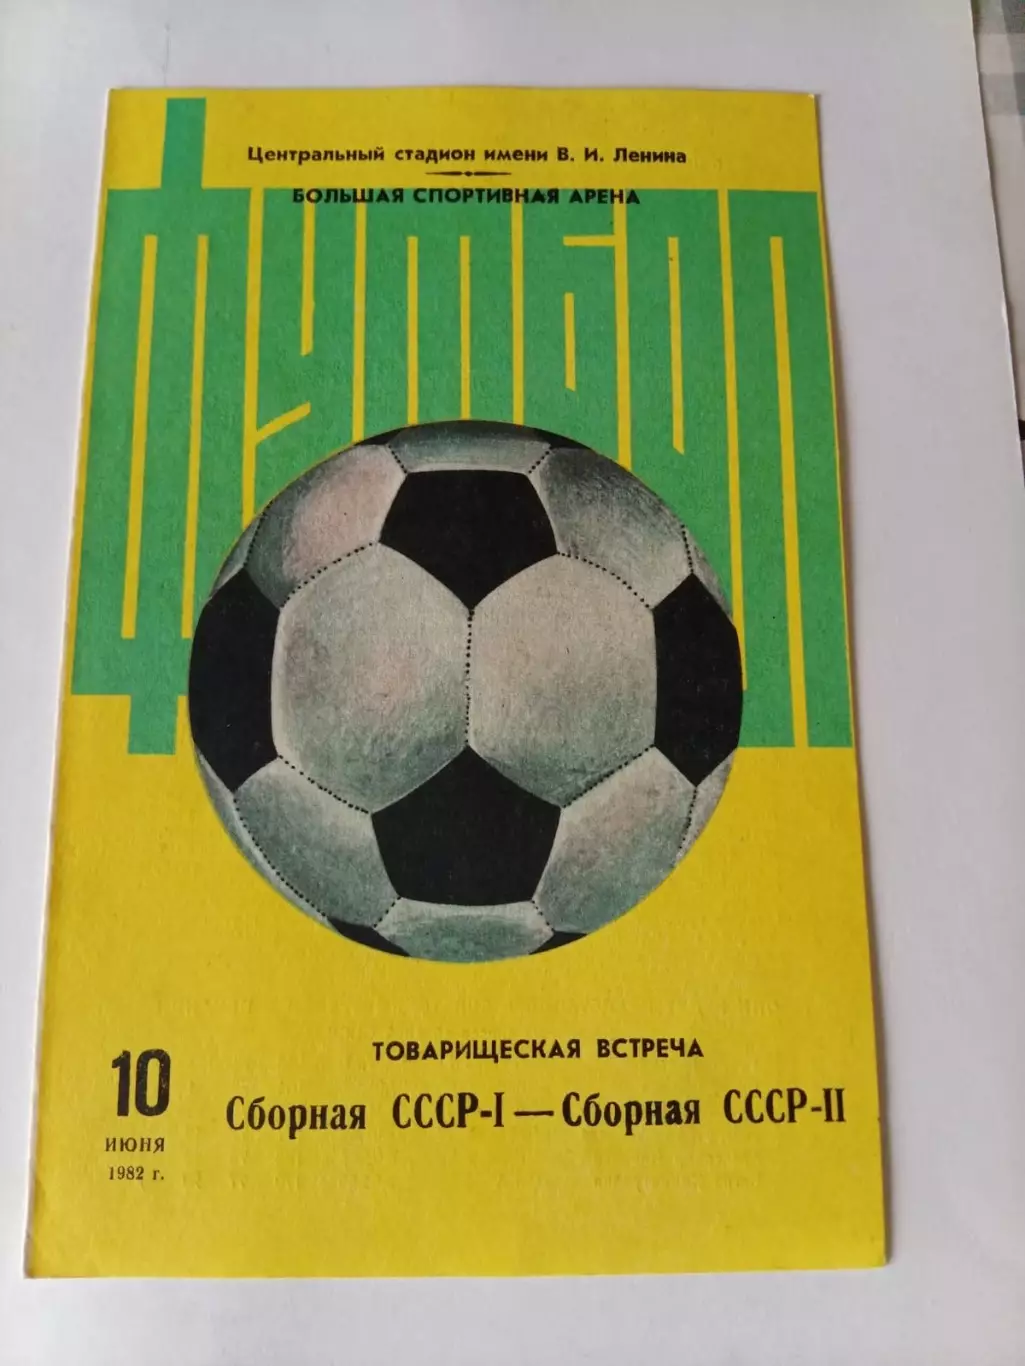 Центральный стадион имени В. И. Ленина
БОЛЬШАЯ СПОРТИВНАЯ АРЕНА
ФУТБОЛ
ТОВАРИЩЕСКАЯ ВСТРЕЧА
10
ИЮНЯ
1982 г.
Сборная СССР-I — Сборная СССР-II